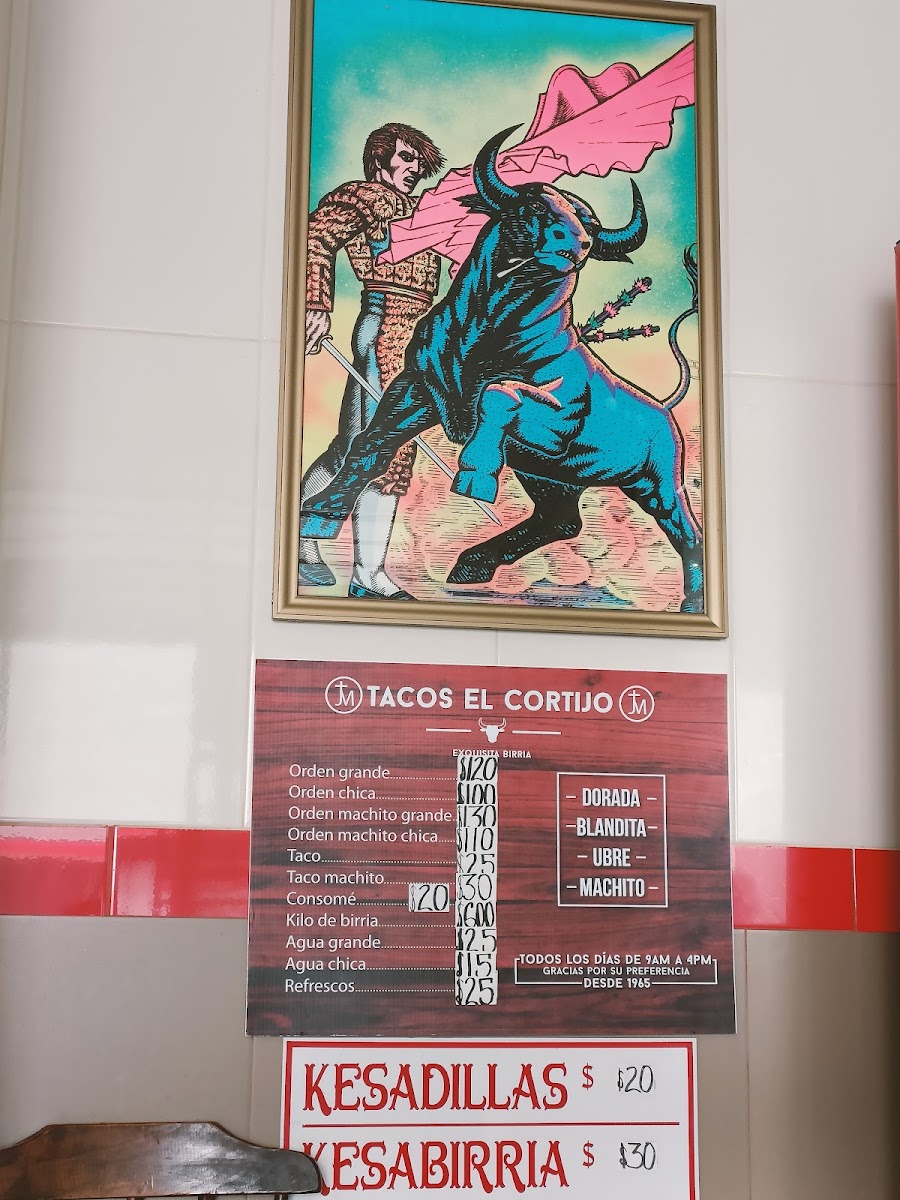 JM TACOS EL CORTIJO JM
EXQUISITA BIRRIA
Orden grande $120
Orden chica $100
Orden machito grande $130
Orden machito chica $110
Taco $25
Taco machito $30
Consomé $20
Kilo de birria $600
Agua grande $25
Agua chica $15
Refrescos $25
- DORADA -
- BLANDITA -
- UBRE -
- MACHITO -
TODOS LOS DÍAS DE 9AM A 4PM
GRACIAS POR SU PREFERENCIA
DESDE 1965
KESADILLAS $ $20
KESABIRRIA $ $30